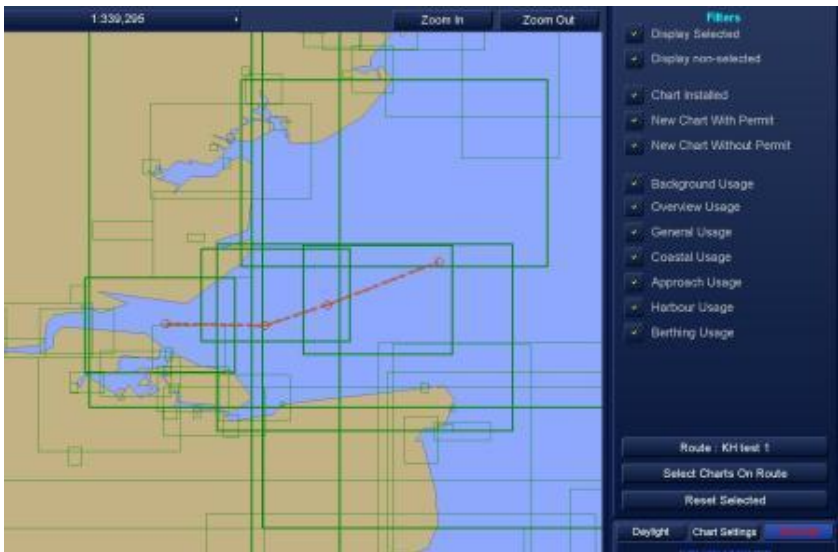 1:339,295
Zoom In
Zoom Out
Filters
Display Selected
Display non-selected
Chart Installed
New Chart With Permit
New Chart Without Permit
Background Usage
Overview Usage
General Usage
Coastal Usage
Approach Usage
Harbour Usage
Berthing Usage
Route : KH test 1
Select Charts On Route
Reset Selected
Daylight
Chart Settings